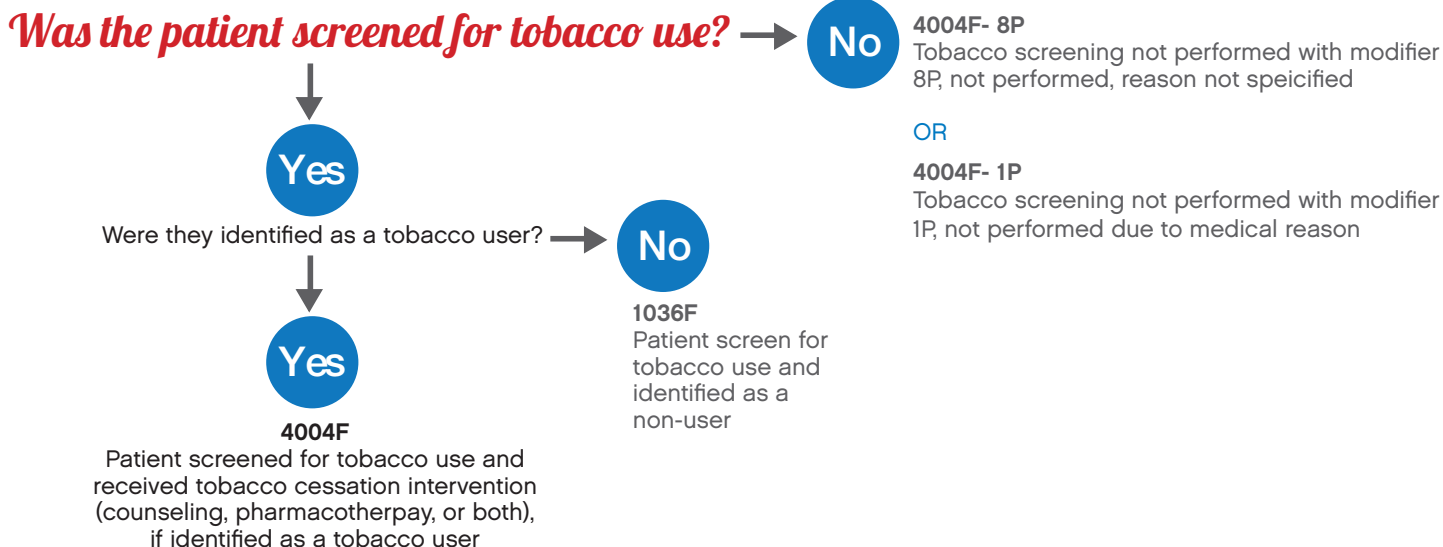 Was the patient screened for tobacco use?
No
4004F- 8P
Tobacco screening not performed with modifier
8P, not performed, reason not speicified
OR
4004F- 1P
Tobacco screening not performed with modifier
1P, not performed due to medical reason
Yes
Were they identified as a tobacco user?
No
1036F
Patient screen for
tobacco use and
identified as a
non-user
Yes
4004F
Patient screened for tobacco use and
received tobacco cessation intervention
(counseling, pharmacotherpay, or both),
if identified as a tobacco user